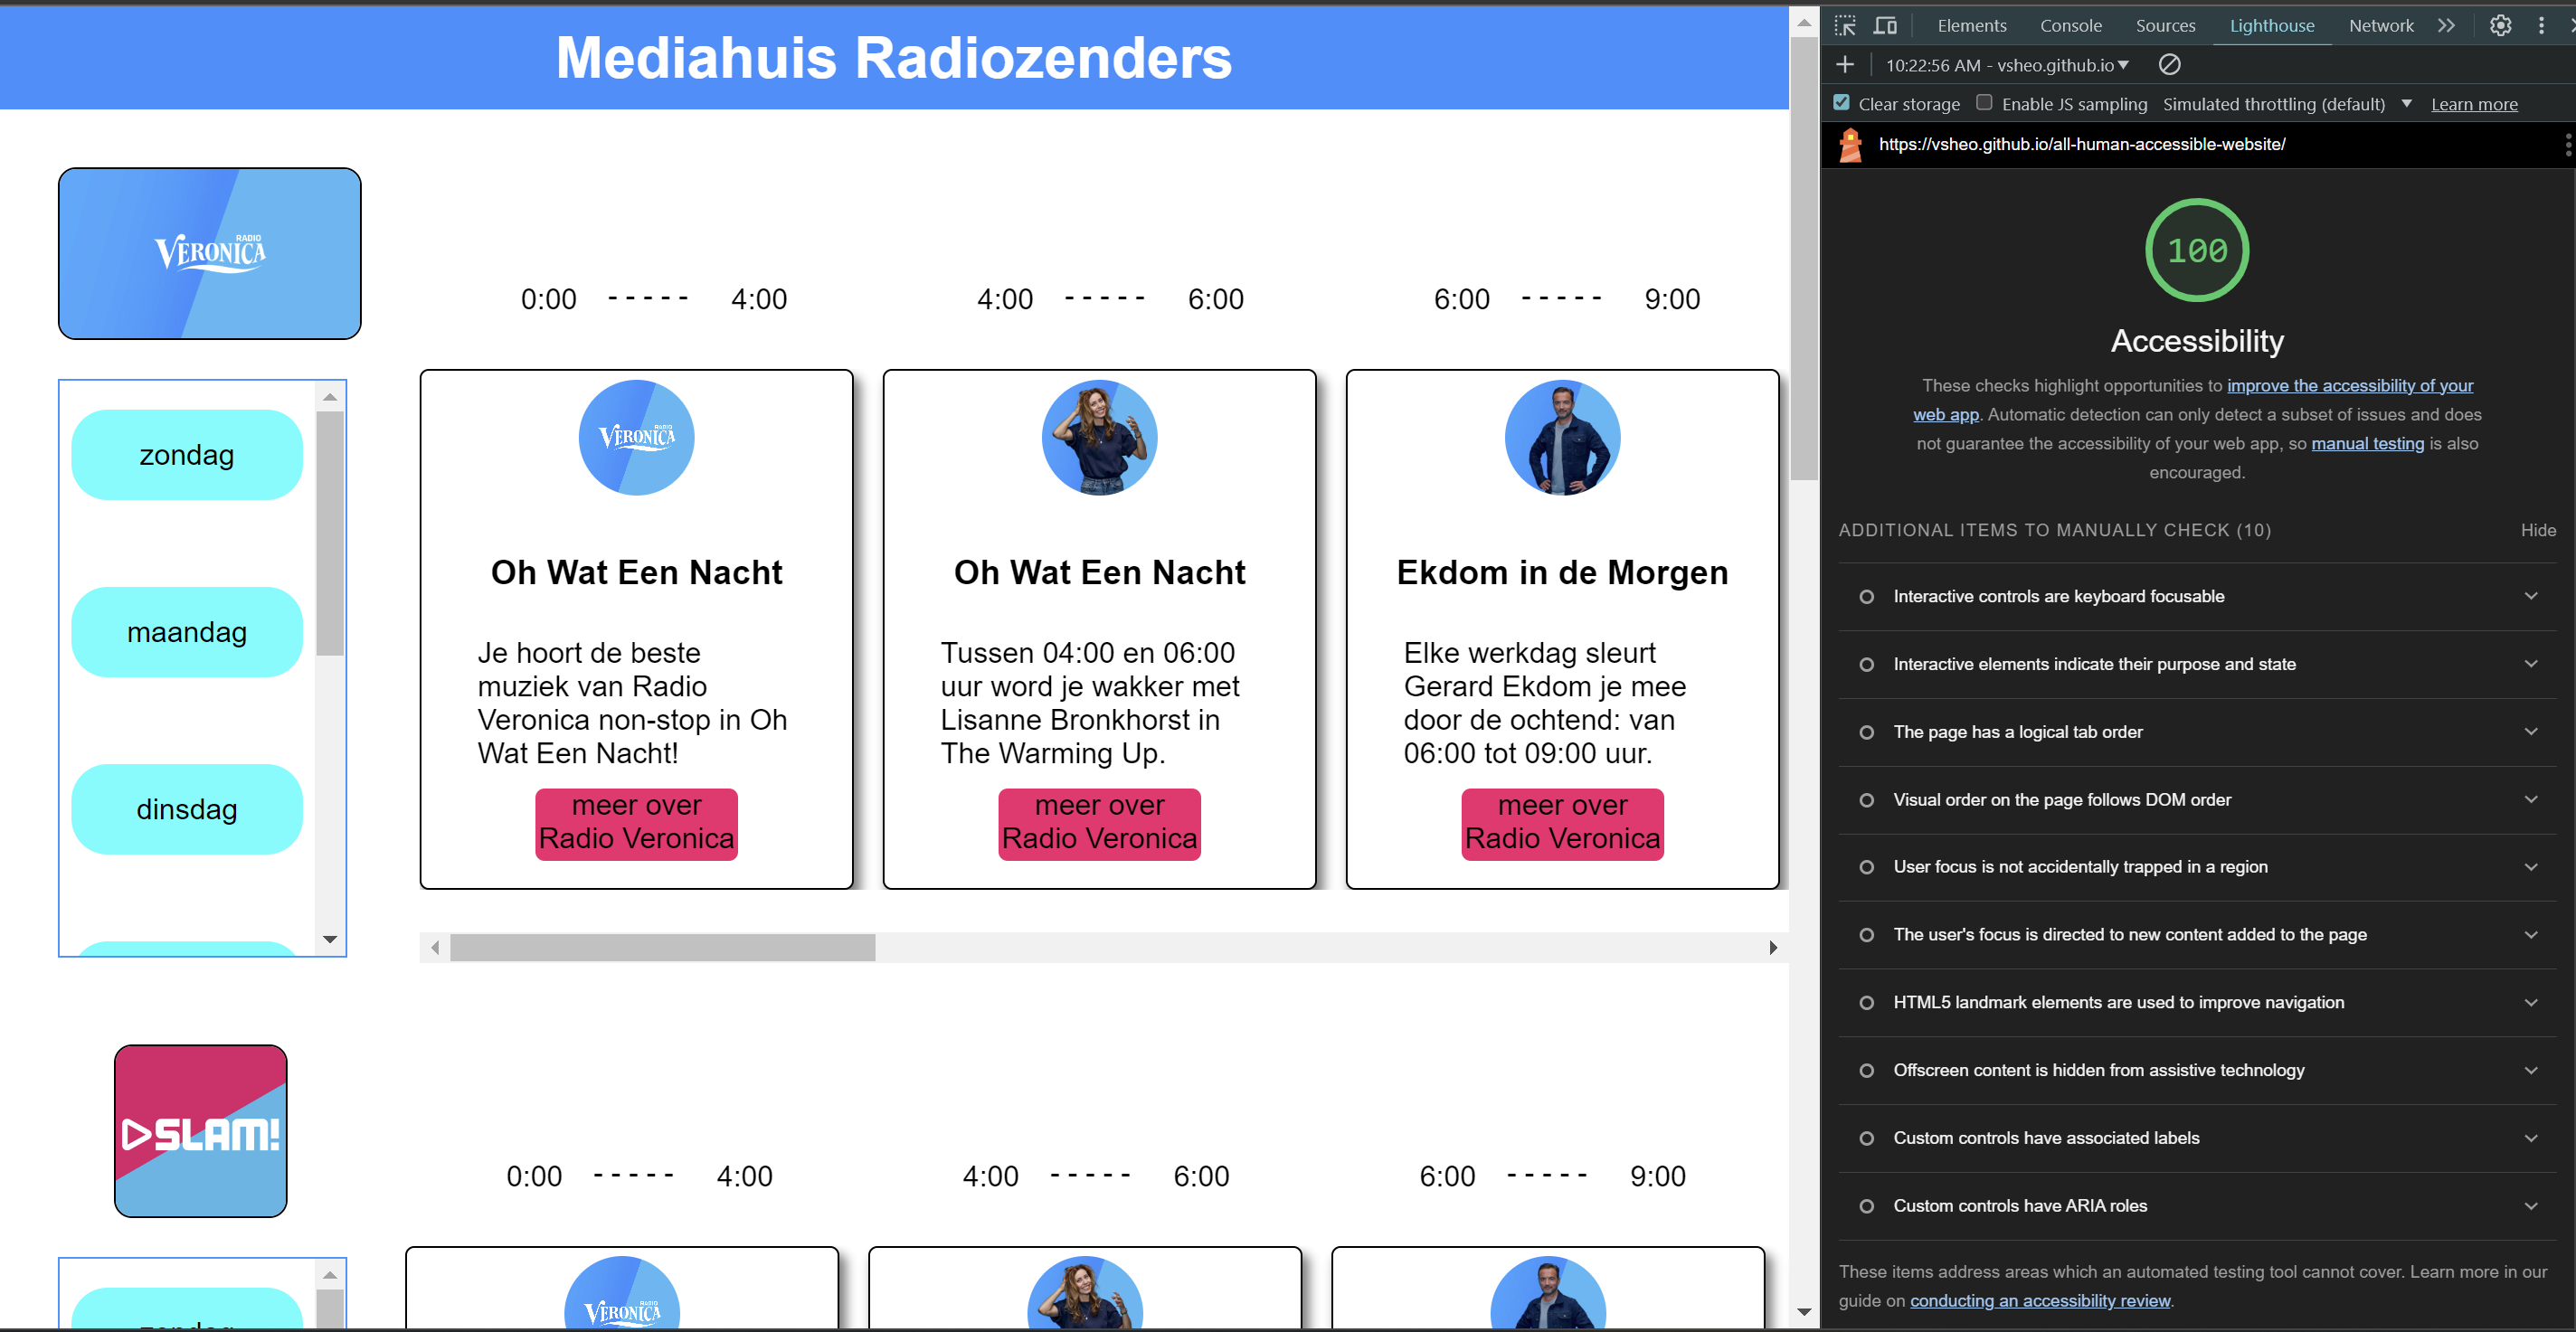 Mediahuis Radiozenders
RADIO
VERONICA
zondag
maandag
dinsdag
0:00 ----- 4:00
4:00 ----- 6:00
6:00 ----- 9:00
RADIO
VERONICA
Oh Wat Een Nacht
Je hoort de beste
muziek van Radio
Veronica non-stop in Oh
Wat Een Nacht!
meer over
Radio Veronica
Oh Wat Een Nacht
Tussen 04:00 en 06:00
uur word je wakker met
Lisanne Bronkhorst in
The Warming Up.
meer over
Radio Veronica
Ekdom in de Morgen
Elke werkdag sleurt
Gerard Ekdom je mee
door de ochtend: van
06:00 tot 09:00 uur.
meer over
Radio Veronica
SLAM!
0:00 ----- 4:00
4:00 ----- 6:00
6:00 ----- 9:00
RADIO
VERONICA
Elements Console Sources Lighthouse Network
10:22:56 AM - vsheo.github.io
Clear storage Enable JS sampling Simulated throttling (default) Learn more
https://vsheo.github.io/all-human-accessible-website/
100
Accessibility
These checks highlight opportunities to improve the accessibility of your
web app. Automatic detection can only detect a subset of issues and does
not guarantee the accessibility of your web app, so manual testing is also
encouraged.
ADDITIONAL ITEMS TO MANUALLY CHECK (10) Hide
Interactive controls are keyboard focusable
Interactive elements indicate their purpose and state
The page has a logical tab order
Visual order on the page follows DOM order
User focus is not accidentally trapped in a region
The user's focus is directed to new content added to the page
HTML5 landmark elements are used to improve navigation
Offscreen content is hidden from assistive technology
Custom controls have associated labels
Custom controls have ARIA roles
These items address areas which an automated testing tool cannot cover. Learn more in our
guide on conducting an accessibility review.